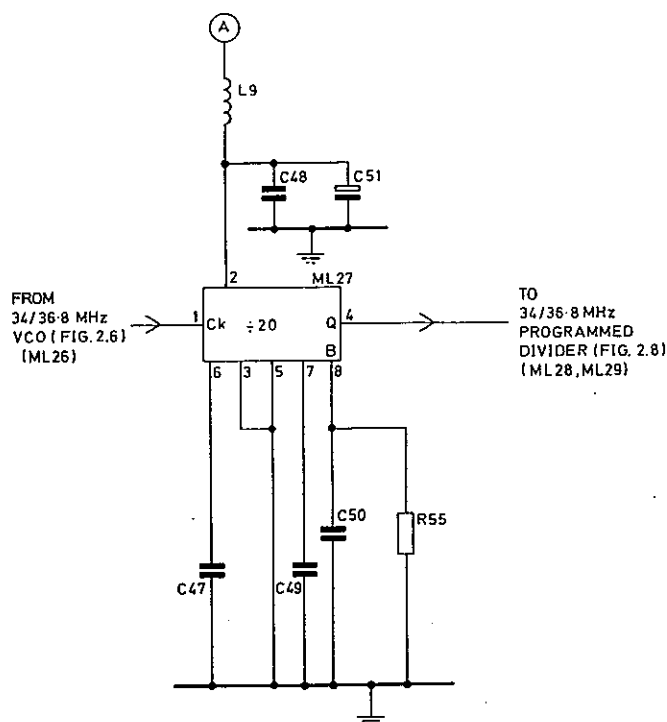 A
L9
C48
C51
2
ML27
FROM
34/36·8 MHz
VCO (FIG. 2.6)
(ML26)
1
Ck
÷20
Q
4
B
TO
34/36·8 MHz
PROGRAMMED
DIVIDER (FIG. 2.8)
(ML28, ML29)
6
3
5
7
8
C47
C49
C50
R55